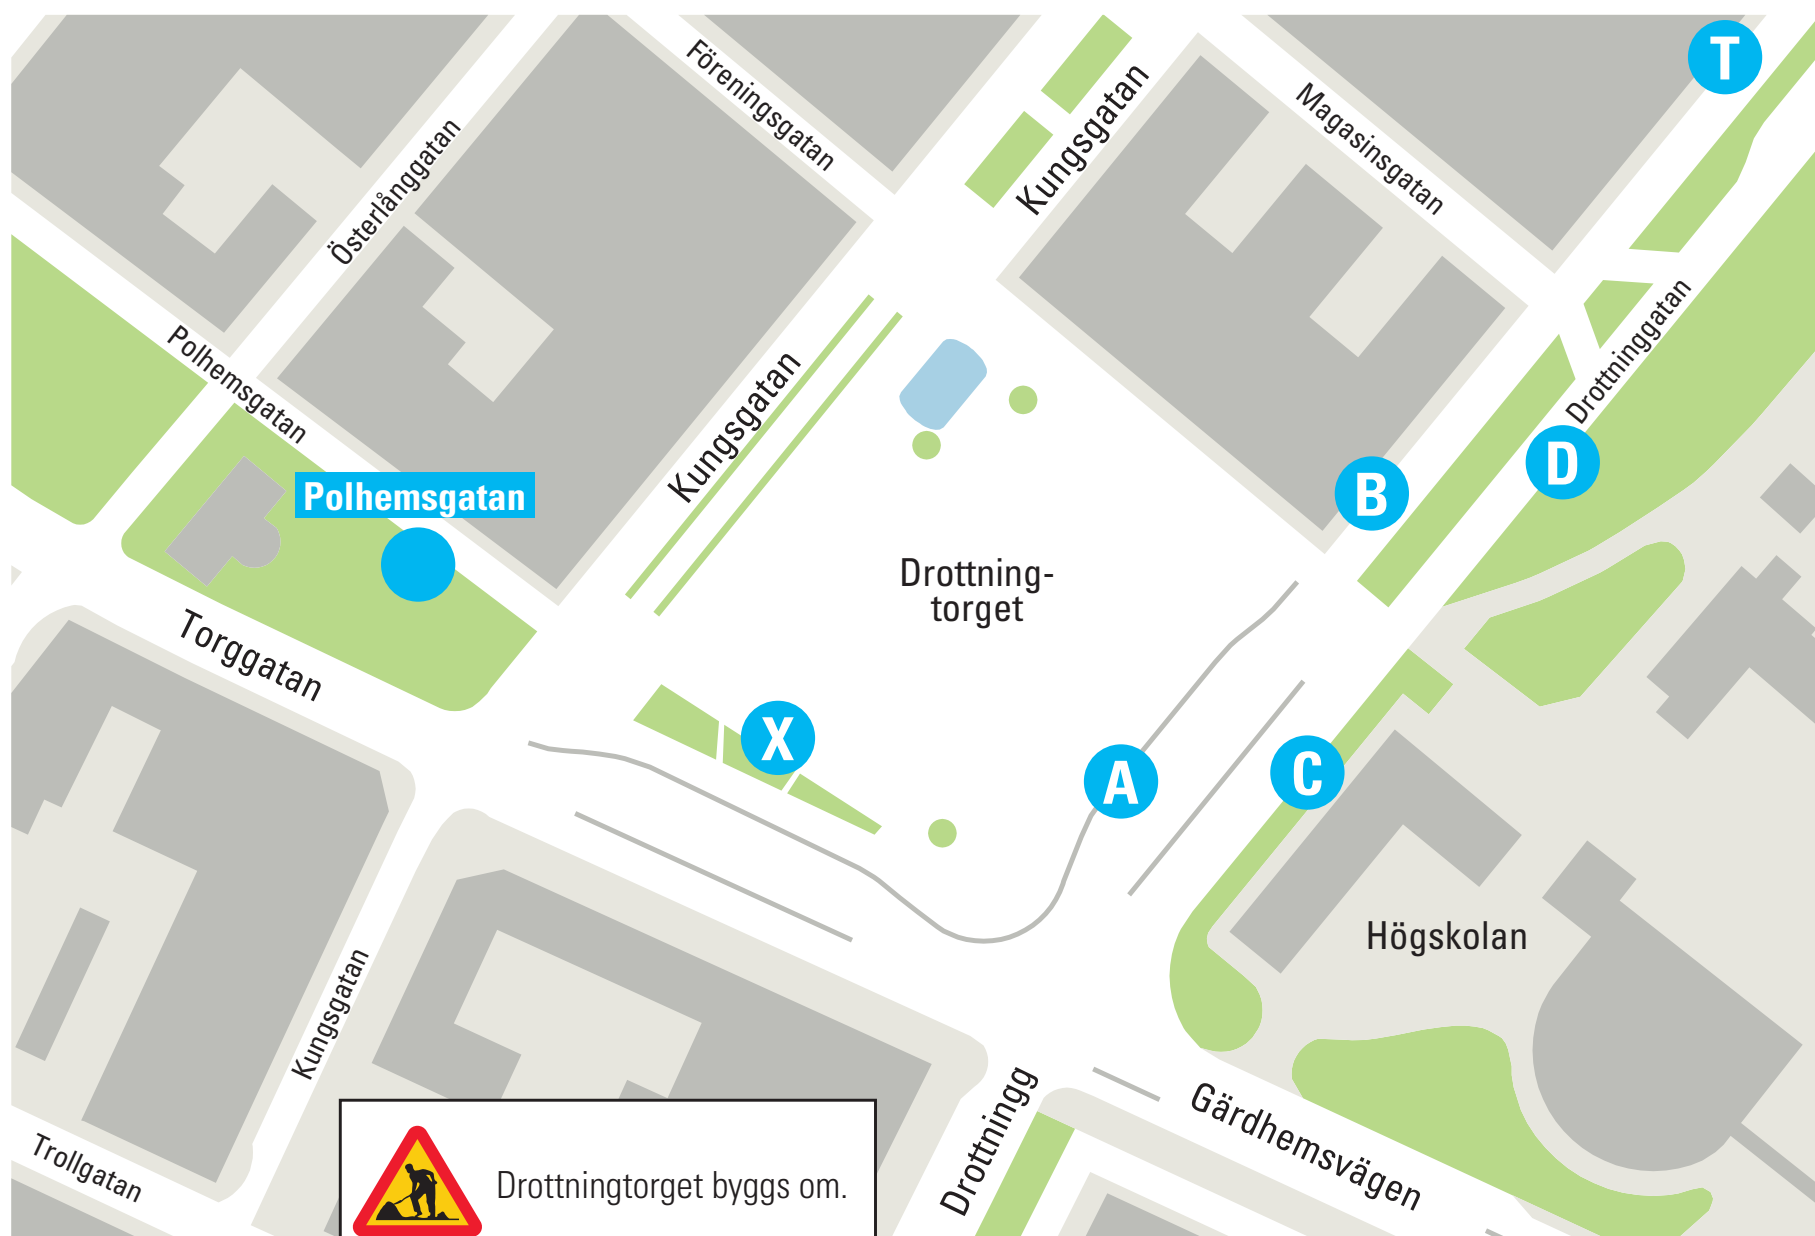 T
Föreningsgatan
Kungsgatan
Magasinsgatan
Österlånggatan
Polhemsgatan
Kungsgatan
Drottninggatan
Polhemsgatan
B
D
Drottning-
torget
Torggatan
X
A
C
Högskolan
Kungsgatan
Drottningg
Gärdhemsvägen
Trollgatan
Drottningtorget byggs om.